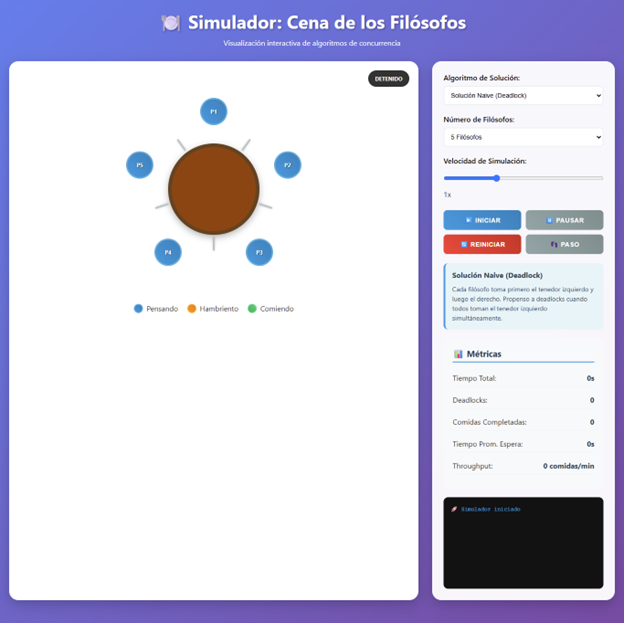 Simulador: Cena de los Filósofos
Visualización interactiva de algoritmos de concurrencia
DETENIDO
P1
P5
P2
P4
P3
Pensando
Hambriento
Comiendo
Algoritmo de Solución:
Solución Naive (Deadlock)
Número de Filósofos:
5 Filósofos
Velocidad de Simulación:
1x
INICIAR
PAUSAR
REINICIAR
PASO
Solución Naive (Deadlock)
Cada filósofo toma primero el tenedor izquierdo y
luego el derecho. Propenso a deadlocks cuando
todos toman el tenedor izquierdo
simultáneamente.
Métricas
Tiempo Total: 0s
Deadlocks: 0
Comidas Completadas: 0
Tiempo Prom. Espera: 0s
Throughput: 0 comidas/min
Simulador iniciado